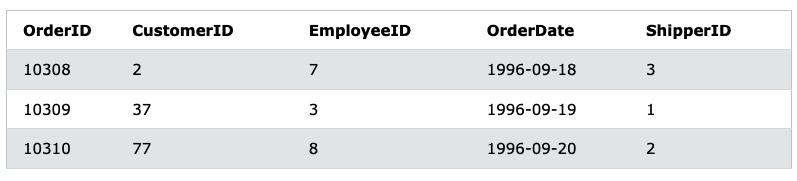 OrderID CustomerID EmployeeID OrderDate ShipperID
10308 2 7 1996-09-18 3
10309 37 3 1996-09-19 1
10310 77 8 1996-09-20 2